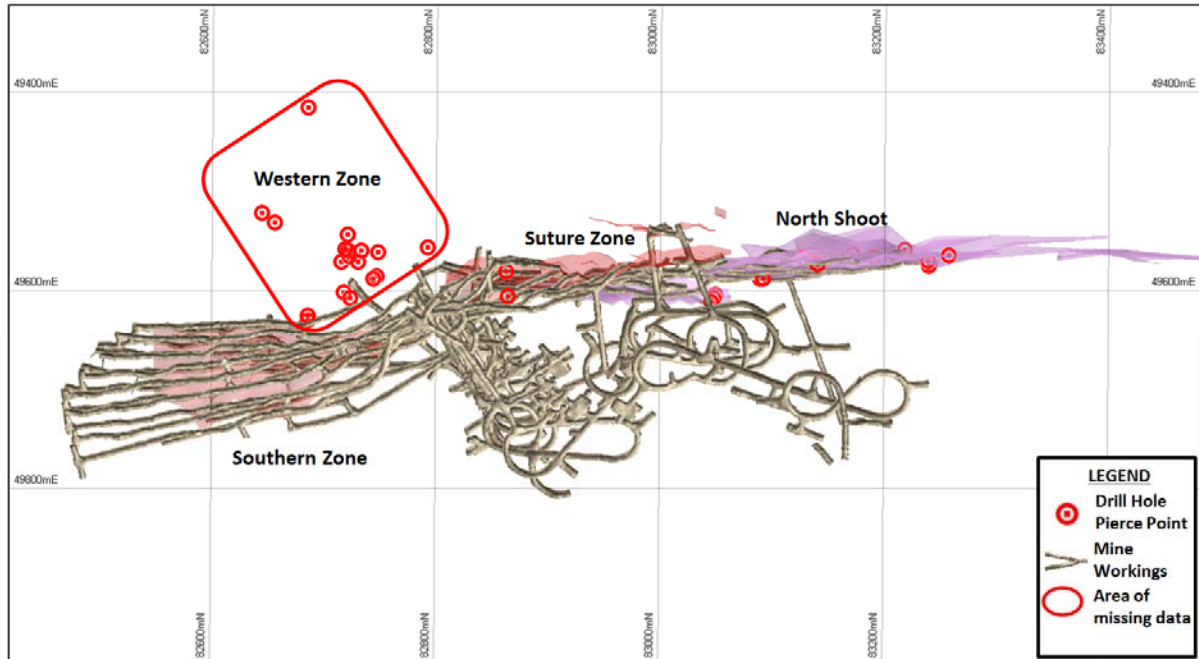 82600mN
82800mN
83000mN
83200mN
83400mN
49400mE
49400mE
Western Zone
Suture Zone
North Shoot
49600mE
49600mE
Southern Zone
49800mE
49800mE
LEGEND
Drill Hole
Pierce Point
Mine
Workings
Area of
missing data
82600mN
82800mN
83000mN
83200mN